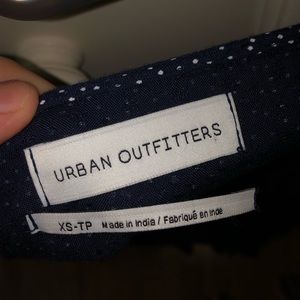 URBAN OUTFITTERS
XS-TP Made in India / Fabriqué en Inde